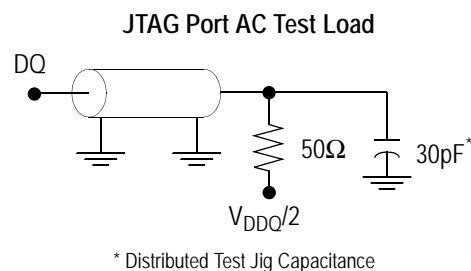 JTAG Port AC Test Load
DQ
50Ω
30pF*
VDDQ/2
* Distributed Test Jig Capacitance